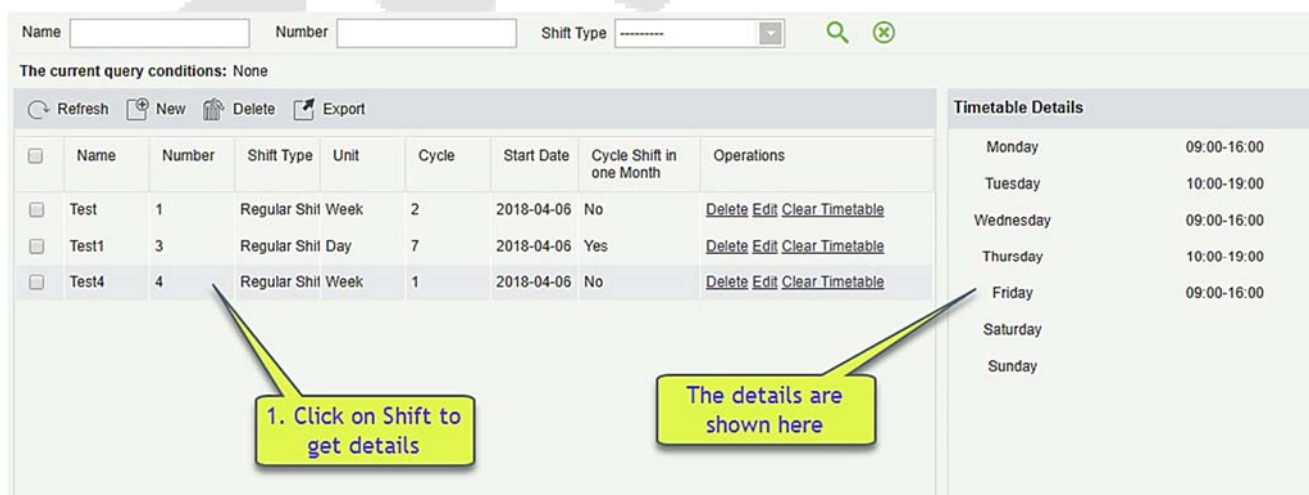 Name Number Shift Type ---------
The current query conditions: None
Refresh New Delete Export
Name Number Shift Type Unit Cycle Start Date Cycle Shift in one Month Operations
Test 1 Regular Shif Week 2 2018-04-06 No Delete Edit Clear Timetable
Test1 3 Regular Shif Day 7 2018-04-06 Yes Delete Edit Clear Timetable
Test4 4 Regular Shif Week 1 2018-04-06 No Delete Edit Clear Timetable
1. Click on Shift to
get details
Timetable Details
Monday 09:00-16:00
Tuesday 10:00-19:00
Wednesday 09:00-16:00
Thursday 10:00-19:00
Friday 09:00-16:00
Saturday
Sunday
The details are
shown here